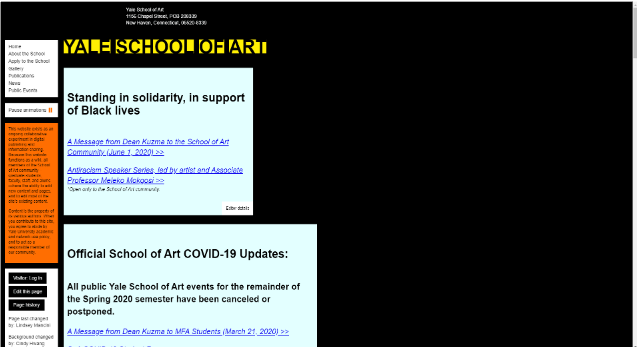 Yale School of Art
1156 Chapel Street, POB 208339
New Haven, Connecticut, 06520-8339
YALE SCHOOL OF ART
Home
About the School
Apply to the School
Gallery
Publications
News
Public Events
Pause animations
This website exists as an
ongoing collaborative
experiment in digital
publishing and
information sharing.
Because this website
functions as a wiki, all
members of the School
of Art community
have the ability to add
new content and pages,
and to edit most of the
site's existing content.
Content is the property of
its various authors. When
you contribute to this site,
you agree to abide by
Yale University academic
and network use policy,
and to act as a
responsible member of
our community.
Visitor: Log in
Edit this page
Page history
Page last changed
by: Lindsey Mancini
Background changed
by: Cindy Hwang
Standing in solidarity, in support
of Black lives
A Message from Dean Kuzma to the School of Art
Community (June 1, 2020) >>
Antiracism Speaker Series, led by artist and Associate
Professor Meleko Mokgosi >>
*Open only to the School of Art community.
Enter details
Official School of Art COVID-19 Updates:
All public Yale School of Art events for the remainder of
the Spring 2020 semester have been canceled or
postponed.
A Message from Dean Kuzma to MFA Students (March 21, 2020) >>